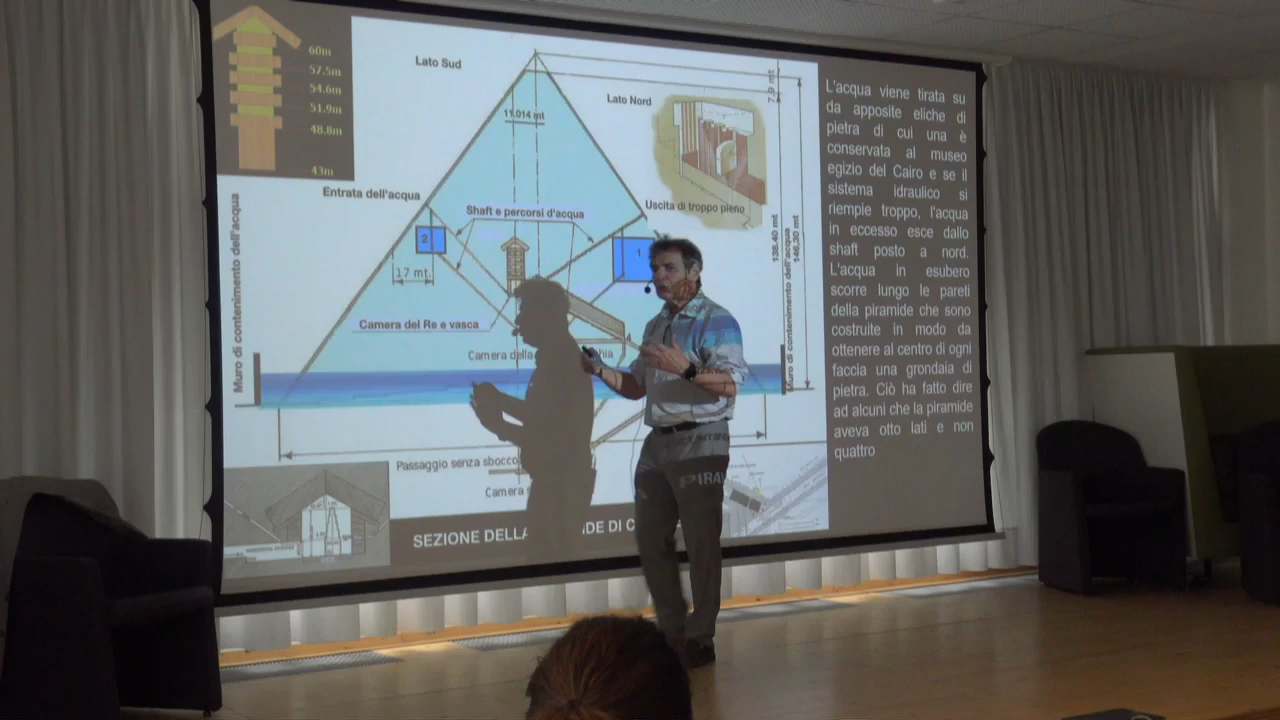 60m
57.5m
54.6m
51.9m
48.8m
43m
Lato Sud
Lato Nord
7,9 mt
11.014 mt
Entrata dell'acqua
Shaft e percorsi d'acqua
Uscita di troppo pieno
2
1
17 mt.
Muro di contenimento dell'acqua
Camera del Re e vasca
Camera della
hia
138,40 mt
146,30 mt
Muro di contenimento dell'acqua
Passaggio senza sbocco
Camera
SEZIONE DELLA
DE DI C
PIRA
L'acqua viene tirata su
da apposite eliche di
pietra di cui una è
conservata al museo
egizio del Cairo e se il
sistema idraulico si
riempie troppo, l'acqua
in eccesso esce dallo
shaft posto a nord.
L'acqua in esubero
scorre lungo le pareti
della piramide che sono
costruite in modo da
ottenere al centro di ogni
faccia una grondaia di
pietra. Ciò ha fatto dire
ad alcuni che la piramide
aveva otto lati e non
quattro